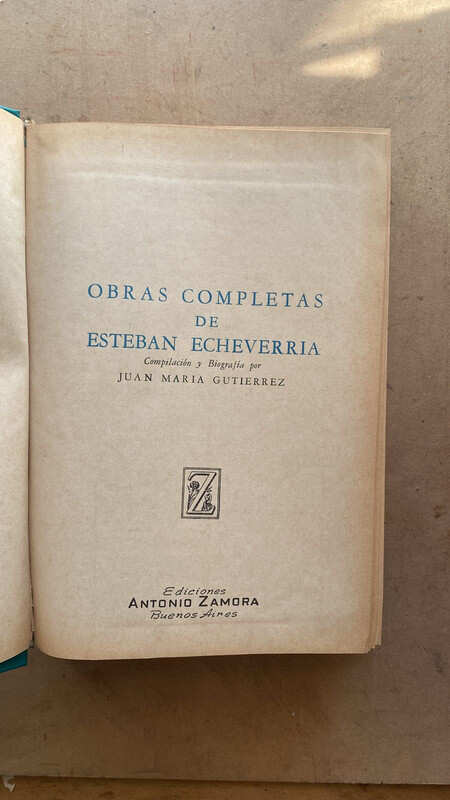 OBRAS COMPLETAS
DE
ESTEBAN ECHEVERRIA
Compilación y Biografía por
JUAN MARIA GUTIERREZ
Z
Ediciones
ANTONIO ZAMORA
Buenos Aires